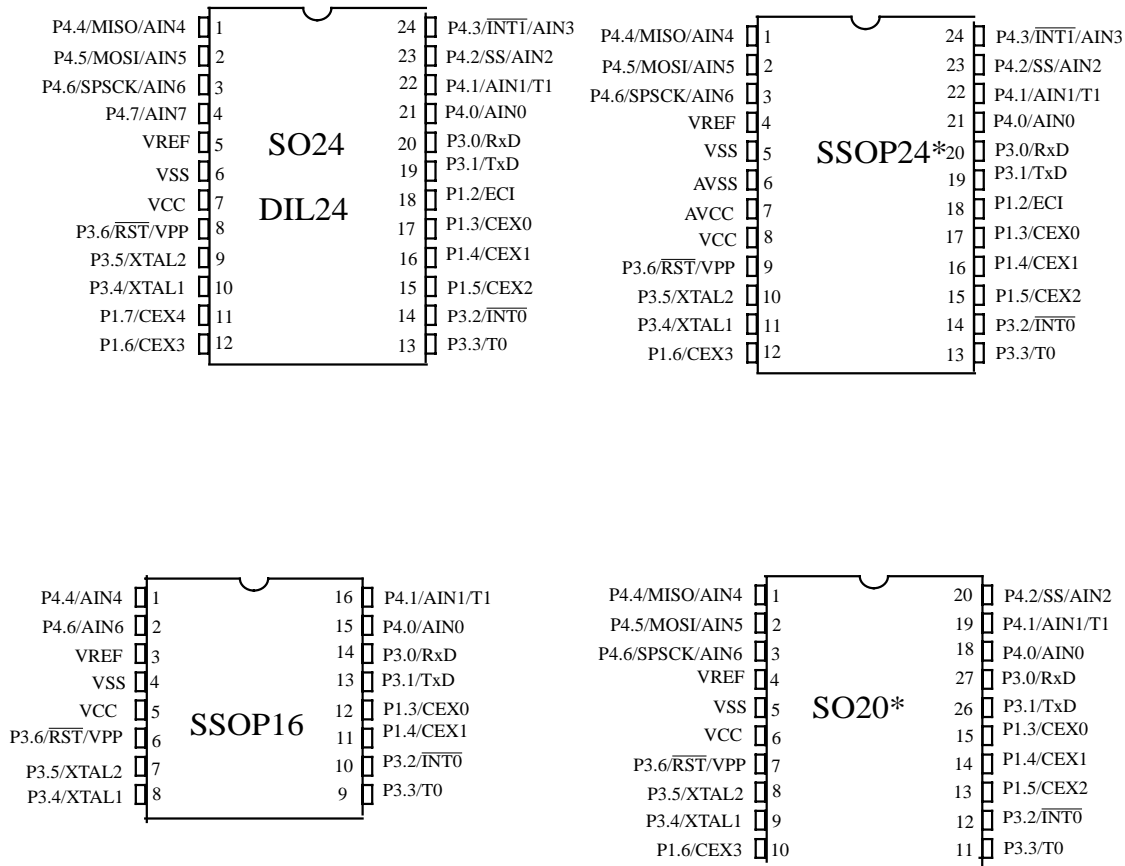 P4.4/MISO/AIN4 1
P4.5/MOSI/AIN5 2
P4.6/SPSCK/AIN6 3
P4.7/AIN7 4
VREF 5
VSS 6
VCC 7
P3.6/RST/VPP 8
P3.5/XTAL2 9
P3.4/XTAL1 10
P1.7/CEX4 11
P1.6/CEX3 12
SO24
DIL24
24 P4.3/INT1/AIN3
23 P4.2/SS/AIN2
22 P4.1/AIN1/T1
21 P4.0/AIN0
20 P3.0/RxD
19 P3.1/TxD
18 P1.2/ECI
17 P1.3/CEX0
16 P1.4/CEX1
15 P1.5/CEX2
14 P3.2/INT0
13 P3.3/T0
P4.4/MISO/AIN4 1
P4.5/MOSI/AIN5 2
P4.6/SPSCK/AIN6 3
VREF 4
VSS 5
AVSS 6
AVCC 7
VCC 8
P3.6/RST/VPP 9
P3.5/XTAL2 10
P3.4/XTAL1 11
P1.6/CEX3 12
SSOP24*
24 P4.3/INT1/AIN3
23 P4.2/SS/AIN2
22 P4.1/AIN1/T1
21 P4.0/AIN0
20 P3.0/RxD
19 P3.1/TxD
18 P1.2/ECI
17 P1.3/CEX0
16 P1.4/CEX1
15 P1.5/CEX2
14 P3.2/INT0
13 P3.3/T0
P4.4/AIN4 1
P4.6/AIN6 2
VREF 3
VSS 4
VCC 5
P3.6/RST/VPP 6
P3.5/XTAL2 7
P3.4/XTAL1 8
SSOP16
16 P4.1/AIN1/T1
15 P4.0/AIN0
14 P3.0/RxD
13 P3.1/TxD
12 P1.3/CEX0
11 P1.4/CEX1
10 P3.2/INT0
9 P3.3/T0
P4.4/MISO/AIN4 1
P4.5/MOSI/AIN5 2
P4.6/SPSCK/AIN6 3
VREF 4
VSS 5
VCC 6
P3.6/RST/VPP 7
P3.5/XTAL2 8
P3.4/XTAL1 9
P1.6/CEX3 10
SO20*
20 P4.2/SS/AIN2
19 P4.1/AIN1/T1
18 P4.0/AIN0
27 P3.0/RxD
26 P3.1/TxD
15 P1.3/CEX0
14 P1.4/CEX1
13 P1.5/CEX2
12 P3.2/INT0
11 P3.3/T0